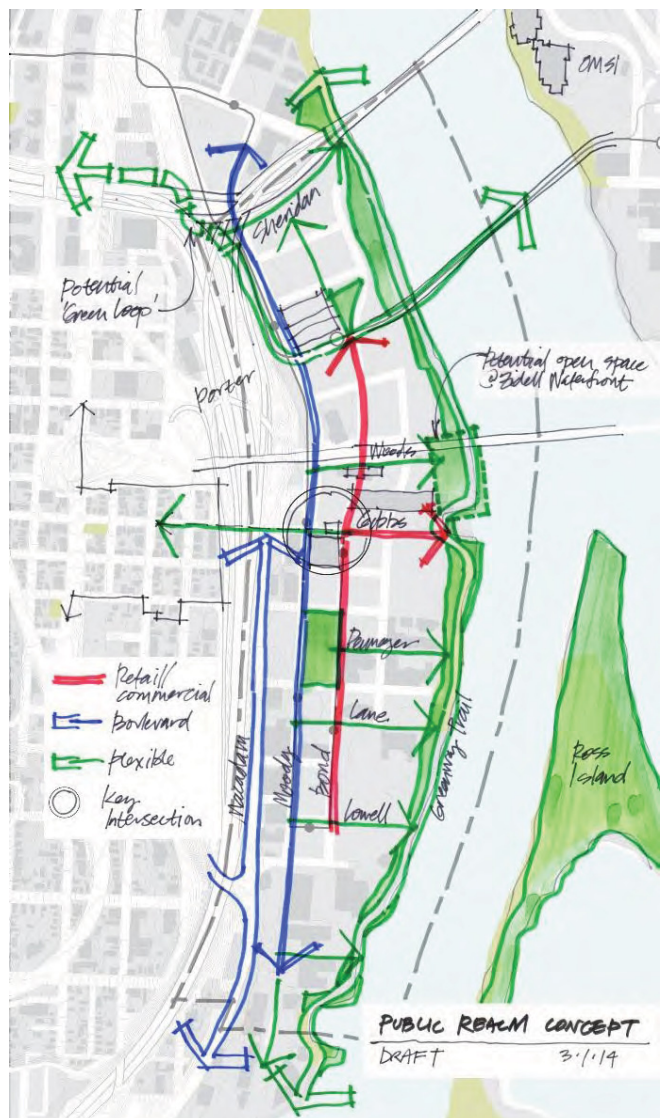 OMSI
Sheridan
Potential
'Green Loop'
Porter
Potential open space
@ Zidell Waterfront
Woods
Gibbs
Retail/
commercial
Boulevard
flexible
Key
Intersection
Macadam
Moody
Bond
Lane
Lowell
Greenway Trail
Ross
Island
PUBLIC REALM CONCEPT
DRAFT 3·1·14